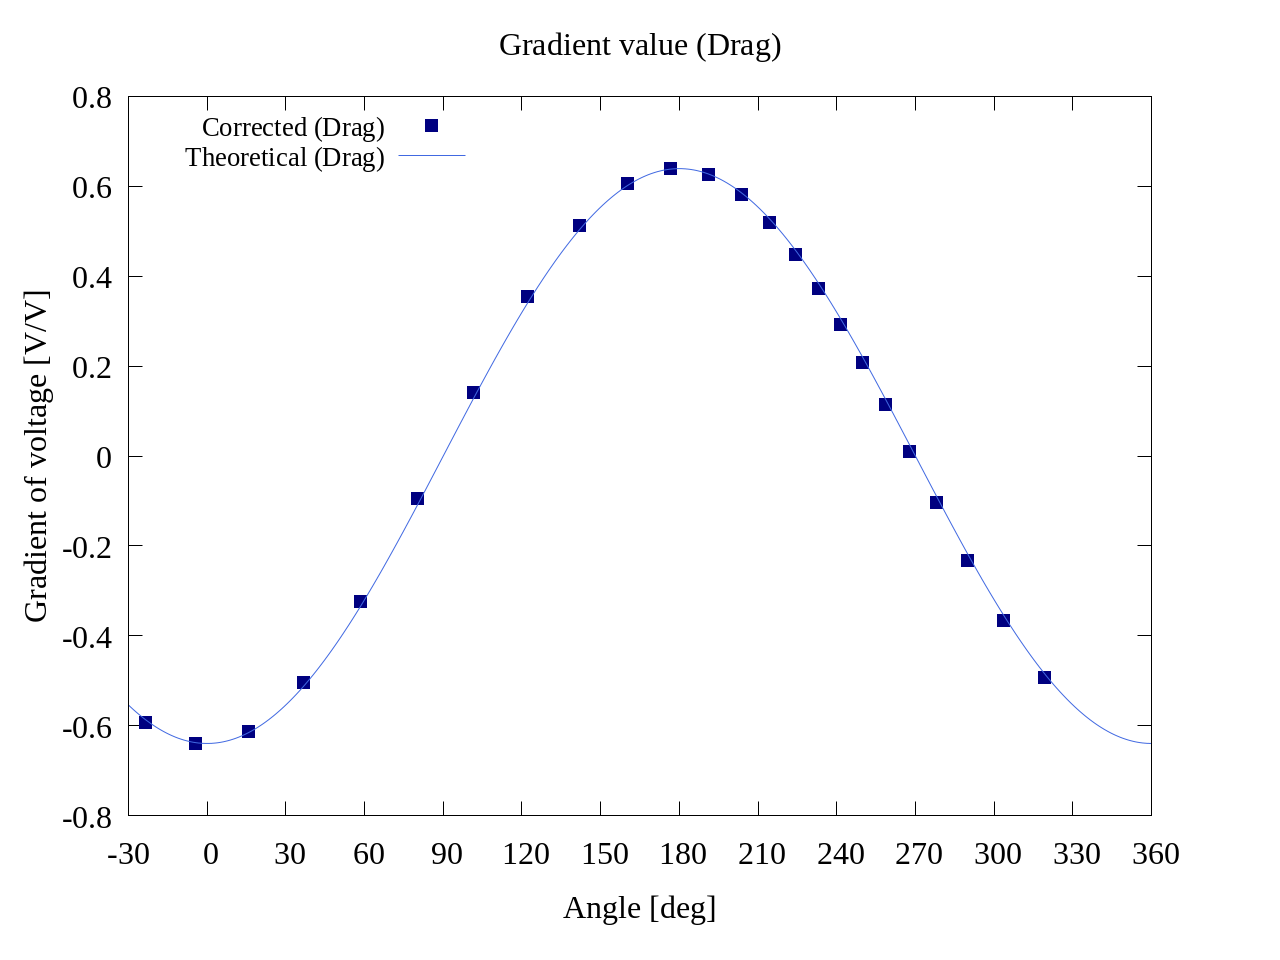 Gradient value (Drag)
Corrected (Drag)
Theoretical (Drag)
0.8
0.6
0.4
0.2
0
-0.2
-0.4
-0.6
-0.8
Gradient of voltage [V/V]
-30 0 30 60 90 120 150 180 210 240 270 300 330 360
Angle [deg]